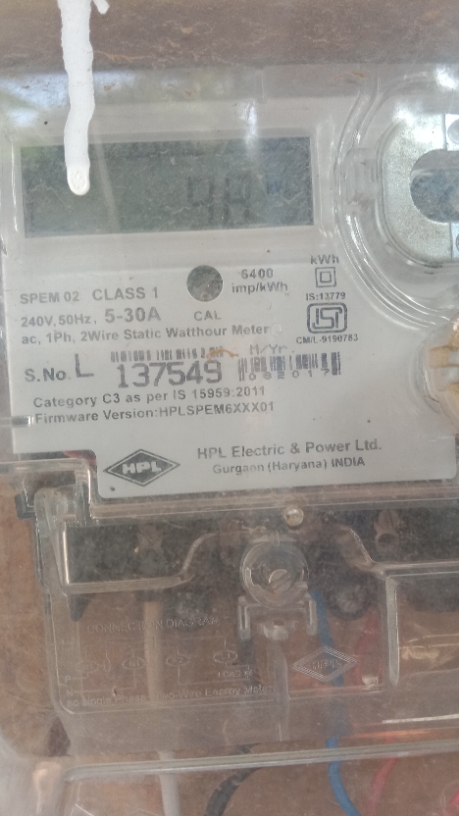 kWh
6400
imp/kWh
IS:13779
SPEM 02 CLASS 1
240V, 50Hz, 5-30A CAL
CM/L-9190783
ac, 1Ph, 2Wire Static Watthour Meter
M/Yr.
S.No. L 137549 092017
Category C3 as per IS 15959:2011
Firmware Version:HPLSPEM6XXX01
HPL
HPL Electric & Power Ltd.
Gurgaon (Haryana) INDIA